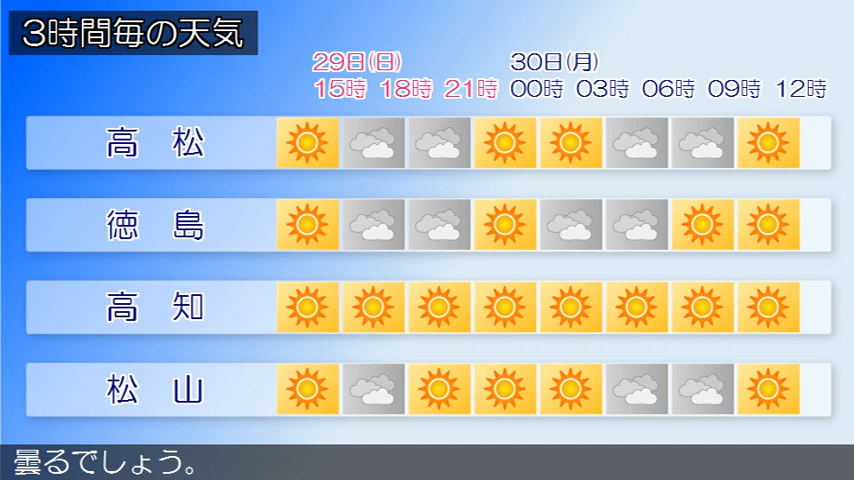 3時間毎の天気
29日(日) 30日(月)
15時 18時 21時 00時 03時 06時 09時 12時
高松
徳島
高知
松山
曇るでしょう。